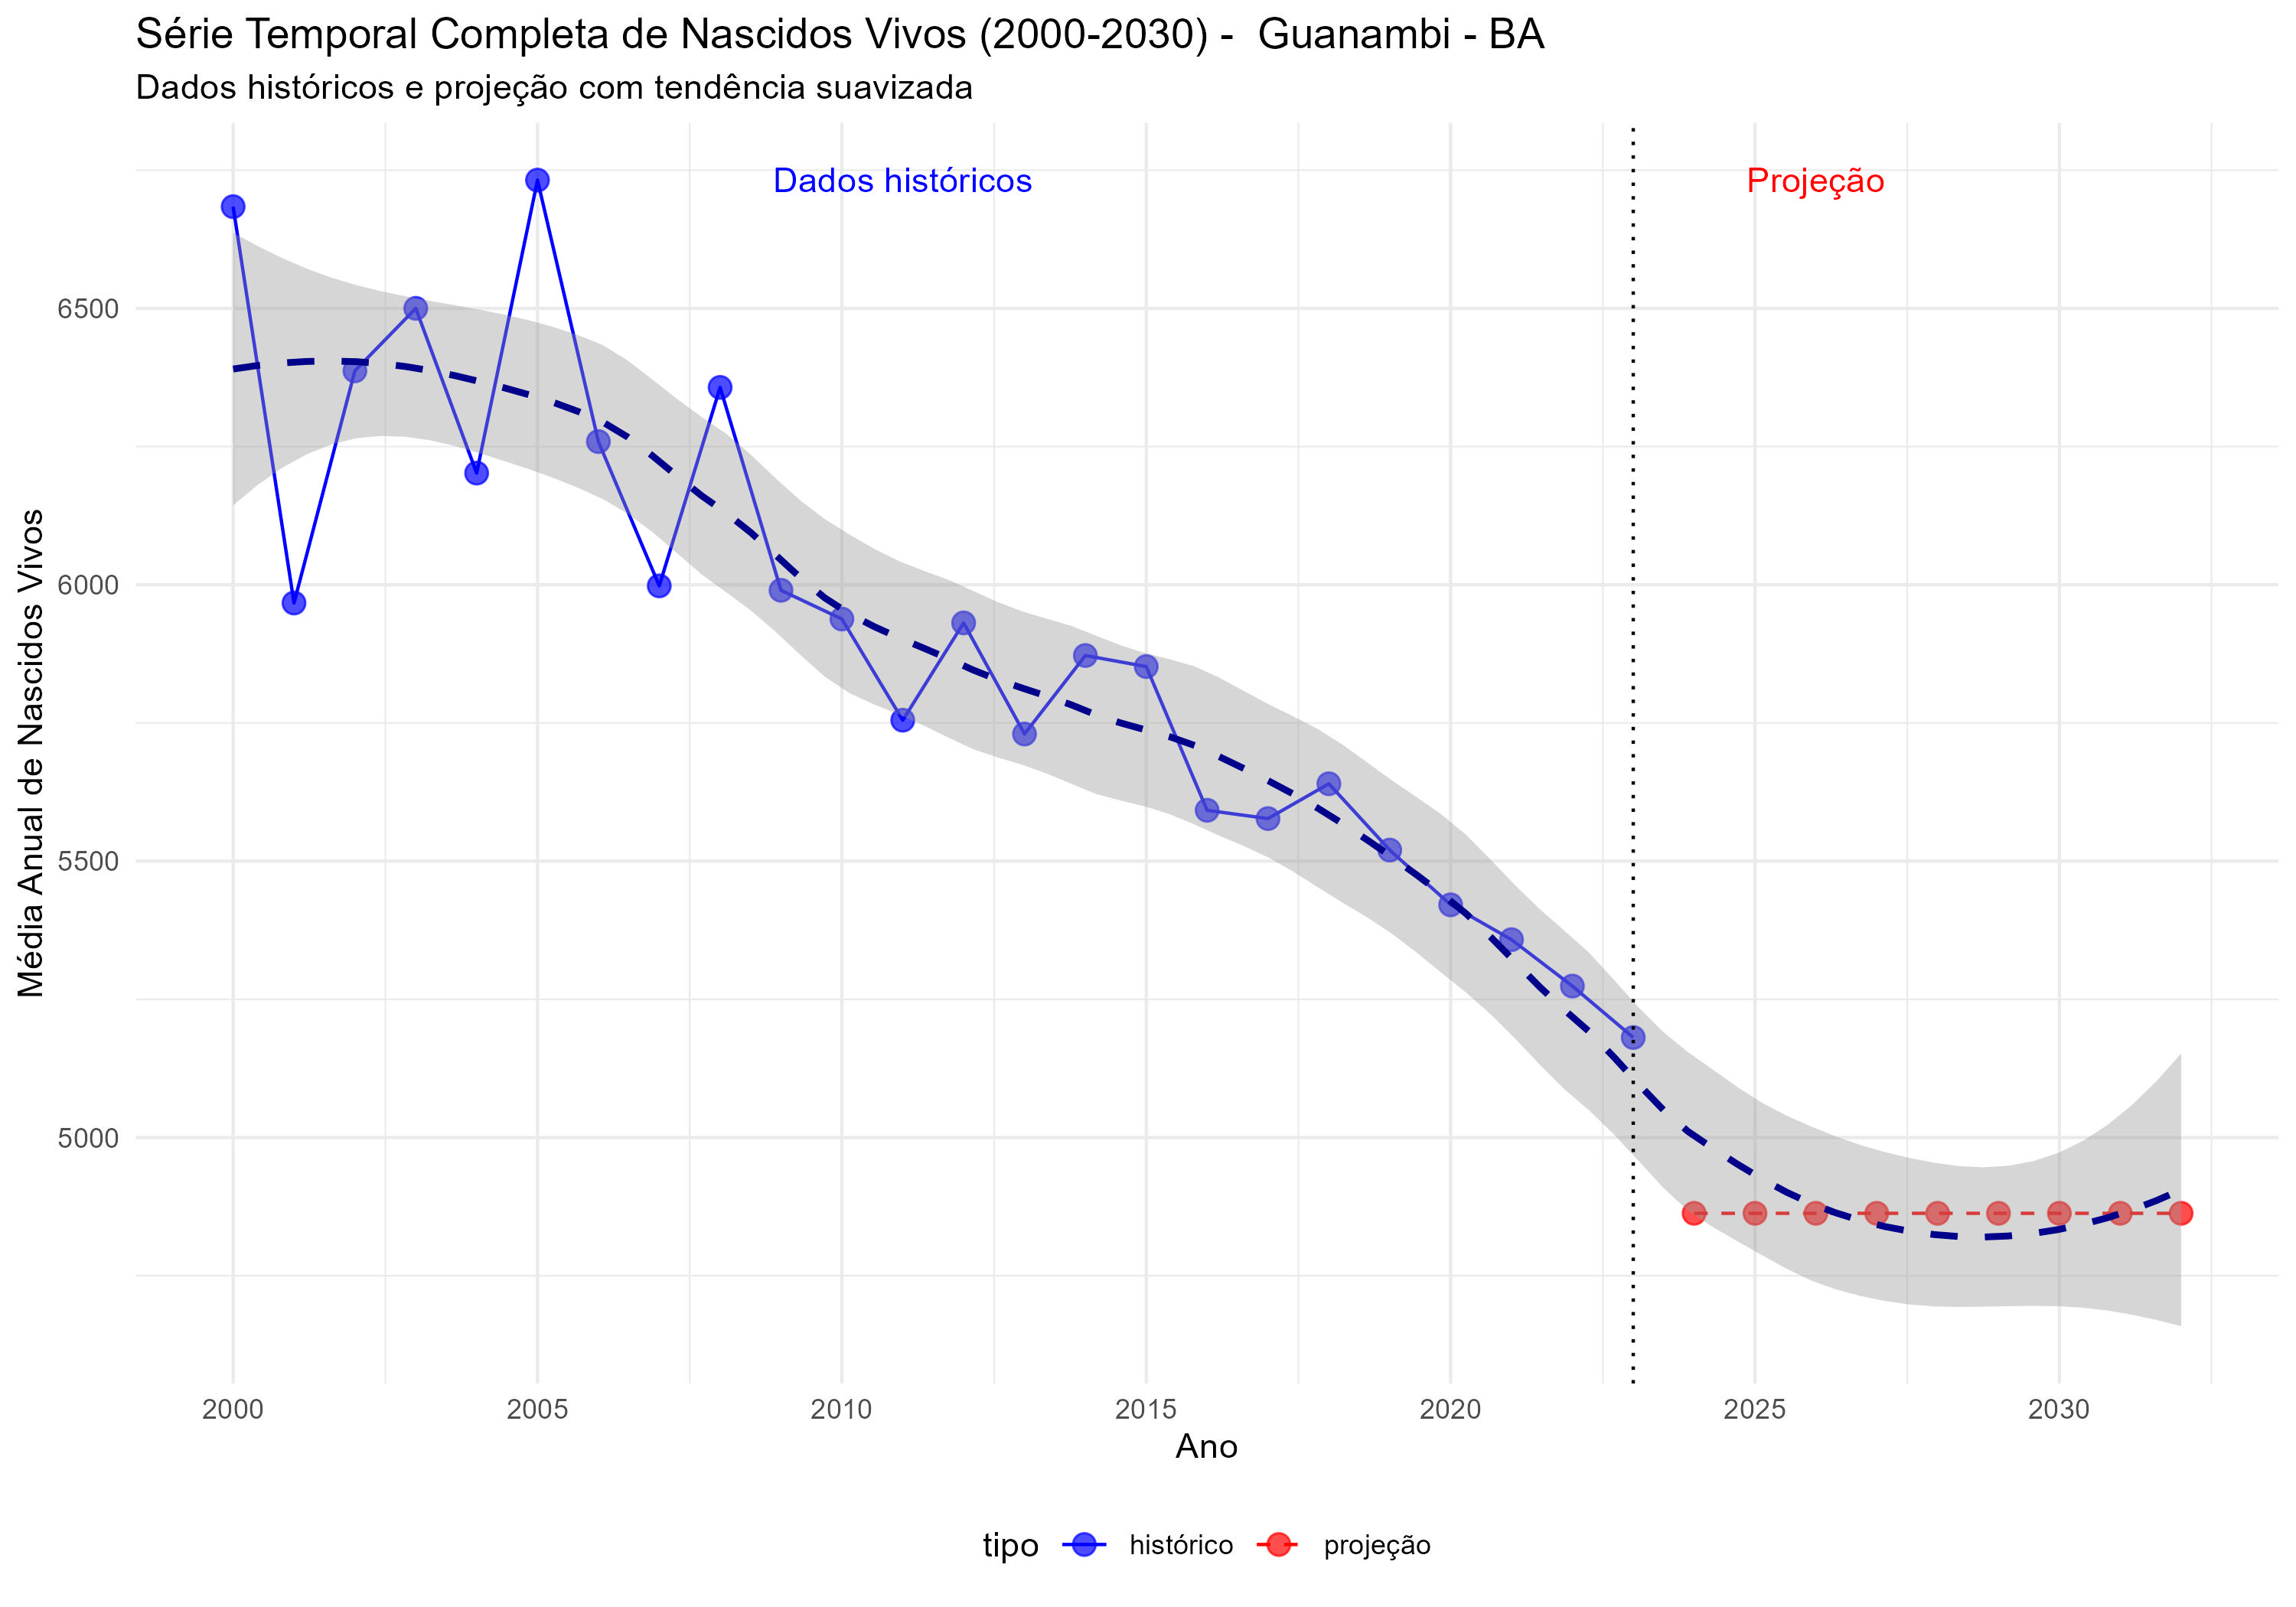 Série Temporal Completa de Nascidos Vivos (2000-2030) -  Guanambi - BA
Dados históricos e projeção com tendência suavizada
Dados históricos
Projeção
Média Anual de Nascidos Vivos
6500
6000
5500
5000
2000
2005
2010
2015
2020
2025
2030
Ano
tipo
histórico
projeção